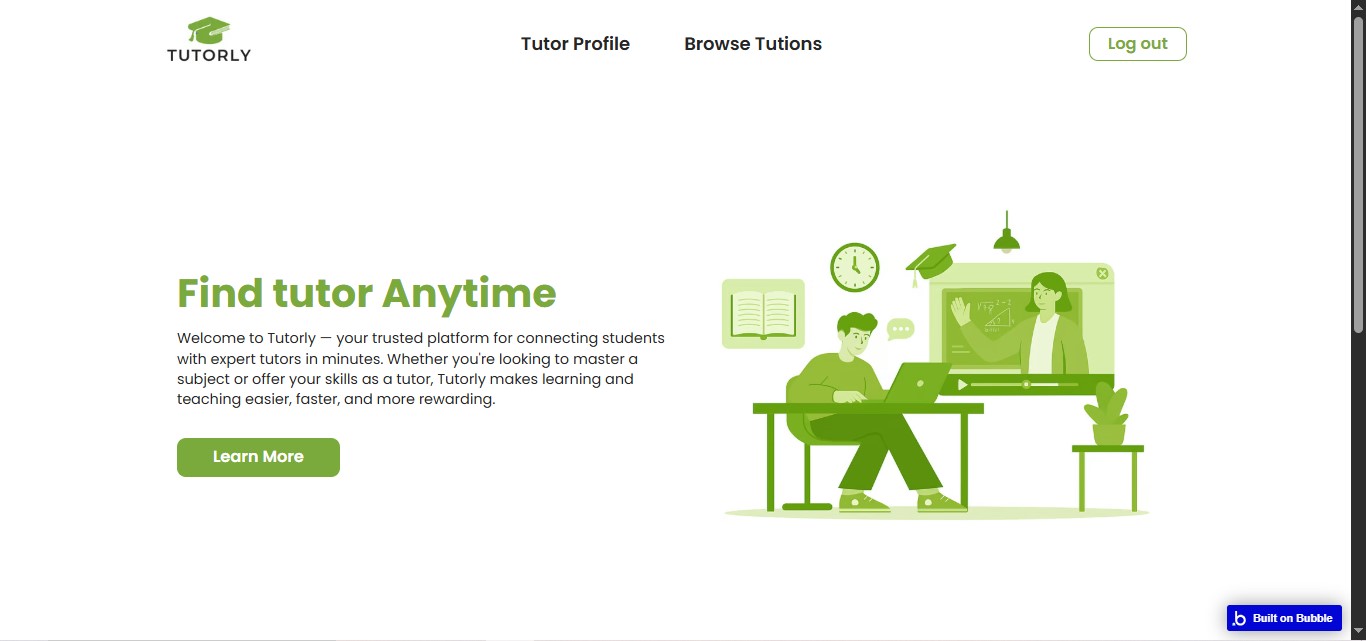 TUTORLY
Tutor Profile
Browse Tutions
Log out
Find tutor Anytime
Welcome to Tutorly — your trusted platform for connecting students
with expert tutors in minutes. Whether you're looking to master a
subject or offer your skills as a tutor, Tutorly makes learning and
teaching easier, faster, and more rewarding.
Learn More
Built on Bubble